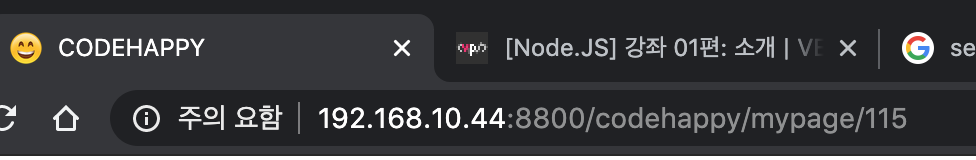 CODEHAPPY
[Node.JS] 강좌 01편: 소개 | VE
se
주의 요함 | 192.168.10.44:8800/codehappy/mypage/115